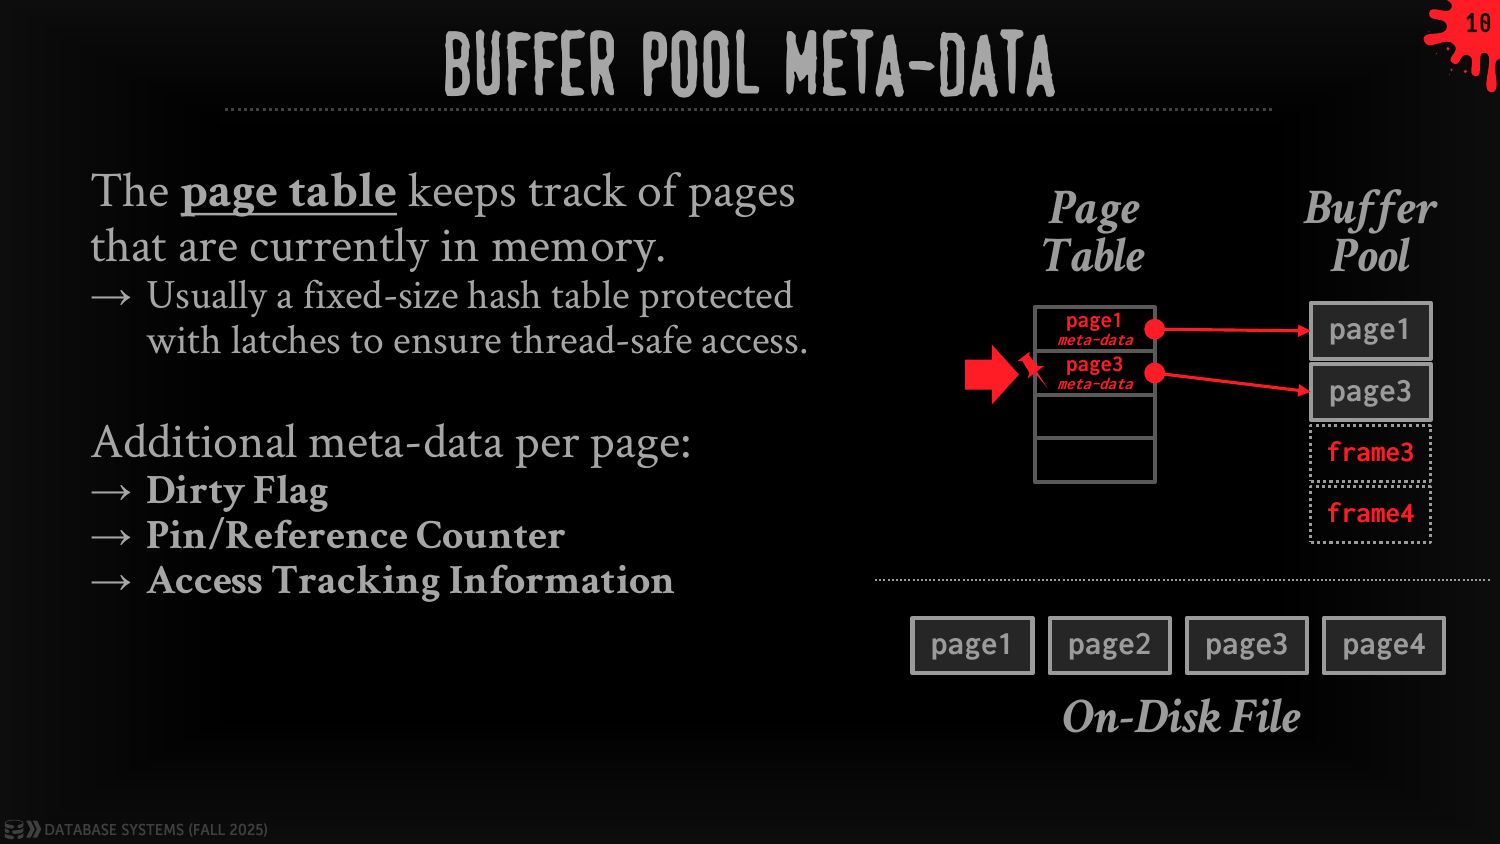 10
BUFFER POOL META-DATA
The page table keeps track of pages
that are currently in memory.
→ Usually a fixed-size hash table protected
with latches to ensure thread-safe access.
Additional meta-data per page:
→ Dirty Flag
→ Pin/Reference Counter
→ Access Tracking Information
Page
Table
page1
meta-data
page3
meta-data
Buffer
Pool
page1
page3
frame3
frame4
page1 page2 page3 page4
On-Disk File
DATABASE SYSTEMS (FALL 2025)